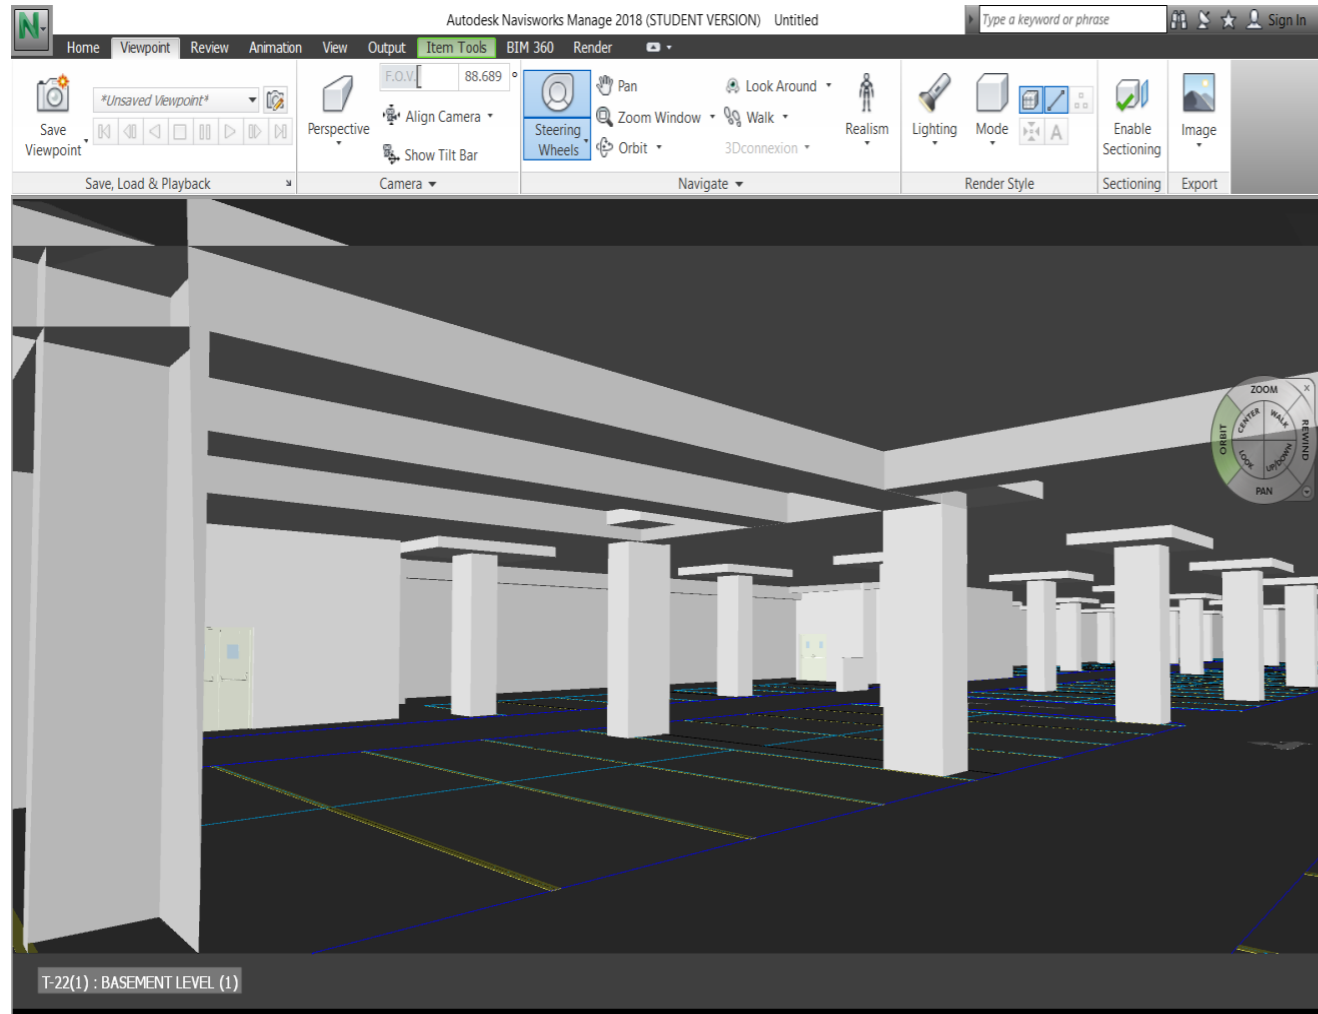 Autodesk Navisworks Manage 2018 (STUDENT VERSION) Untitled
Type a keyword or phrase
Sign In
N
Home Viewpoint Review Animation View Output Item Tools BIM 360 Render
Save Viewpoint
*Unsaved Viewpoint*
Save, Load & Playback
Perspective
F.O.V. 88.689 °
Align Camera
Show Tilt Bar
Camera
Steering Wheels
Pan
Zoom Window
Orbit
Look Around
Walk
3Dconnexion
Realism
Navigate
Lighting
Mode
A
Render Style
Enable Sectioning
Sectioning
Image
Export
ZOOM
CENTER
WALK
REWIND
ORBIT
LOOK
UP/DOWN
PAN
T-22(1) : BASEMENT LEVEL (1)